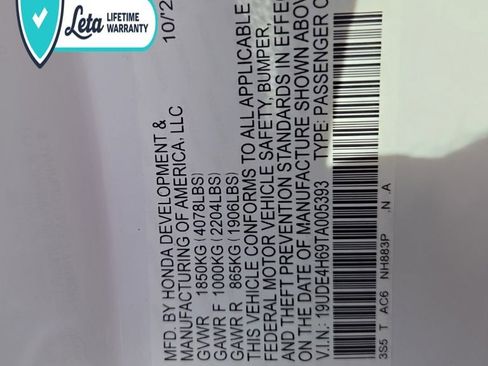 Leta LIFETIME
WARRANTY
MFD. BY HONDA DEVELOPMENT & 10/2
MANUFACTURING OF AMERICA, LLC
GVWR 1850KG (4078LBS)
GAWR F 1000KG (2204LBS)
GAWR R 865KG (1906LBS)
THIS VEHICLE CONFORMS TO ALL APPLICABLE
FEDERAL MOTOR VEHICLE SAFETY, BUMPER,
AND THEFT PREVENTION STANDARDS IN EFFEC
ON THE DATE OF MANUFACTURE SHOWN ABOV
V.I.N.: 19UDE4H69TA005393 TYPE: PASSENGER C
3S5 T AC6 NH883P .N .A